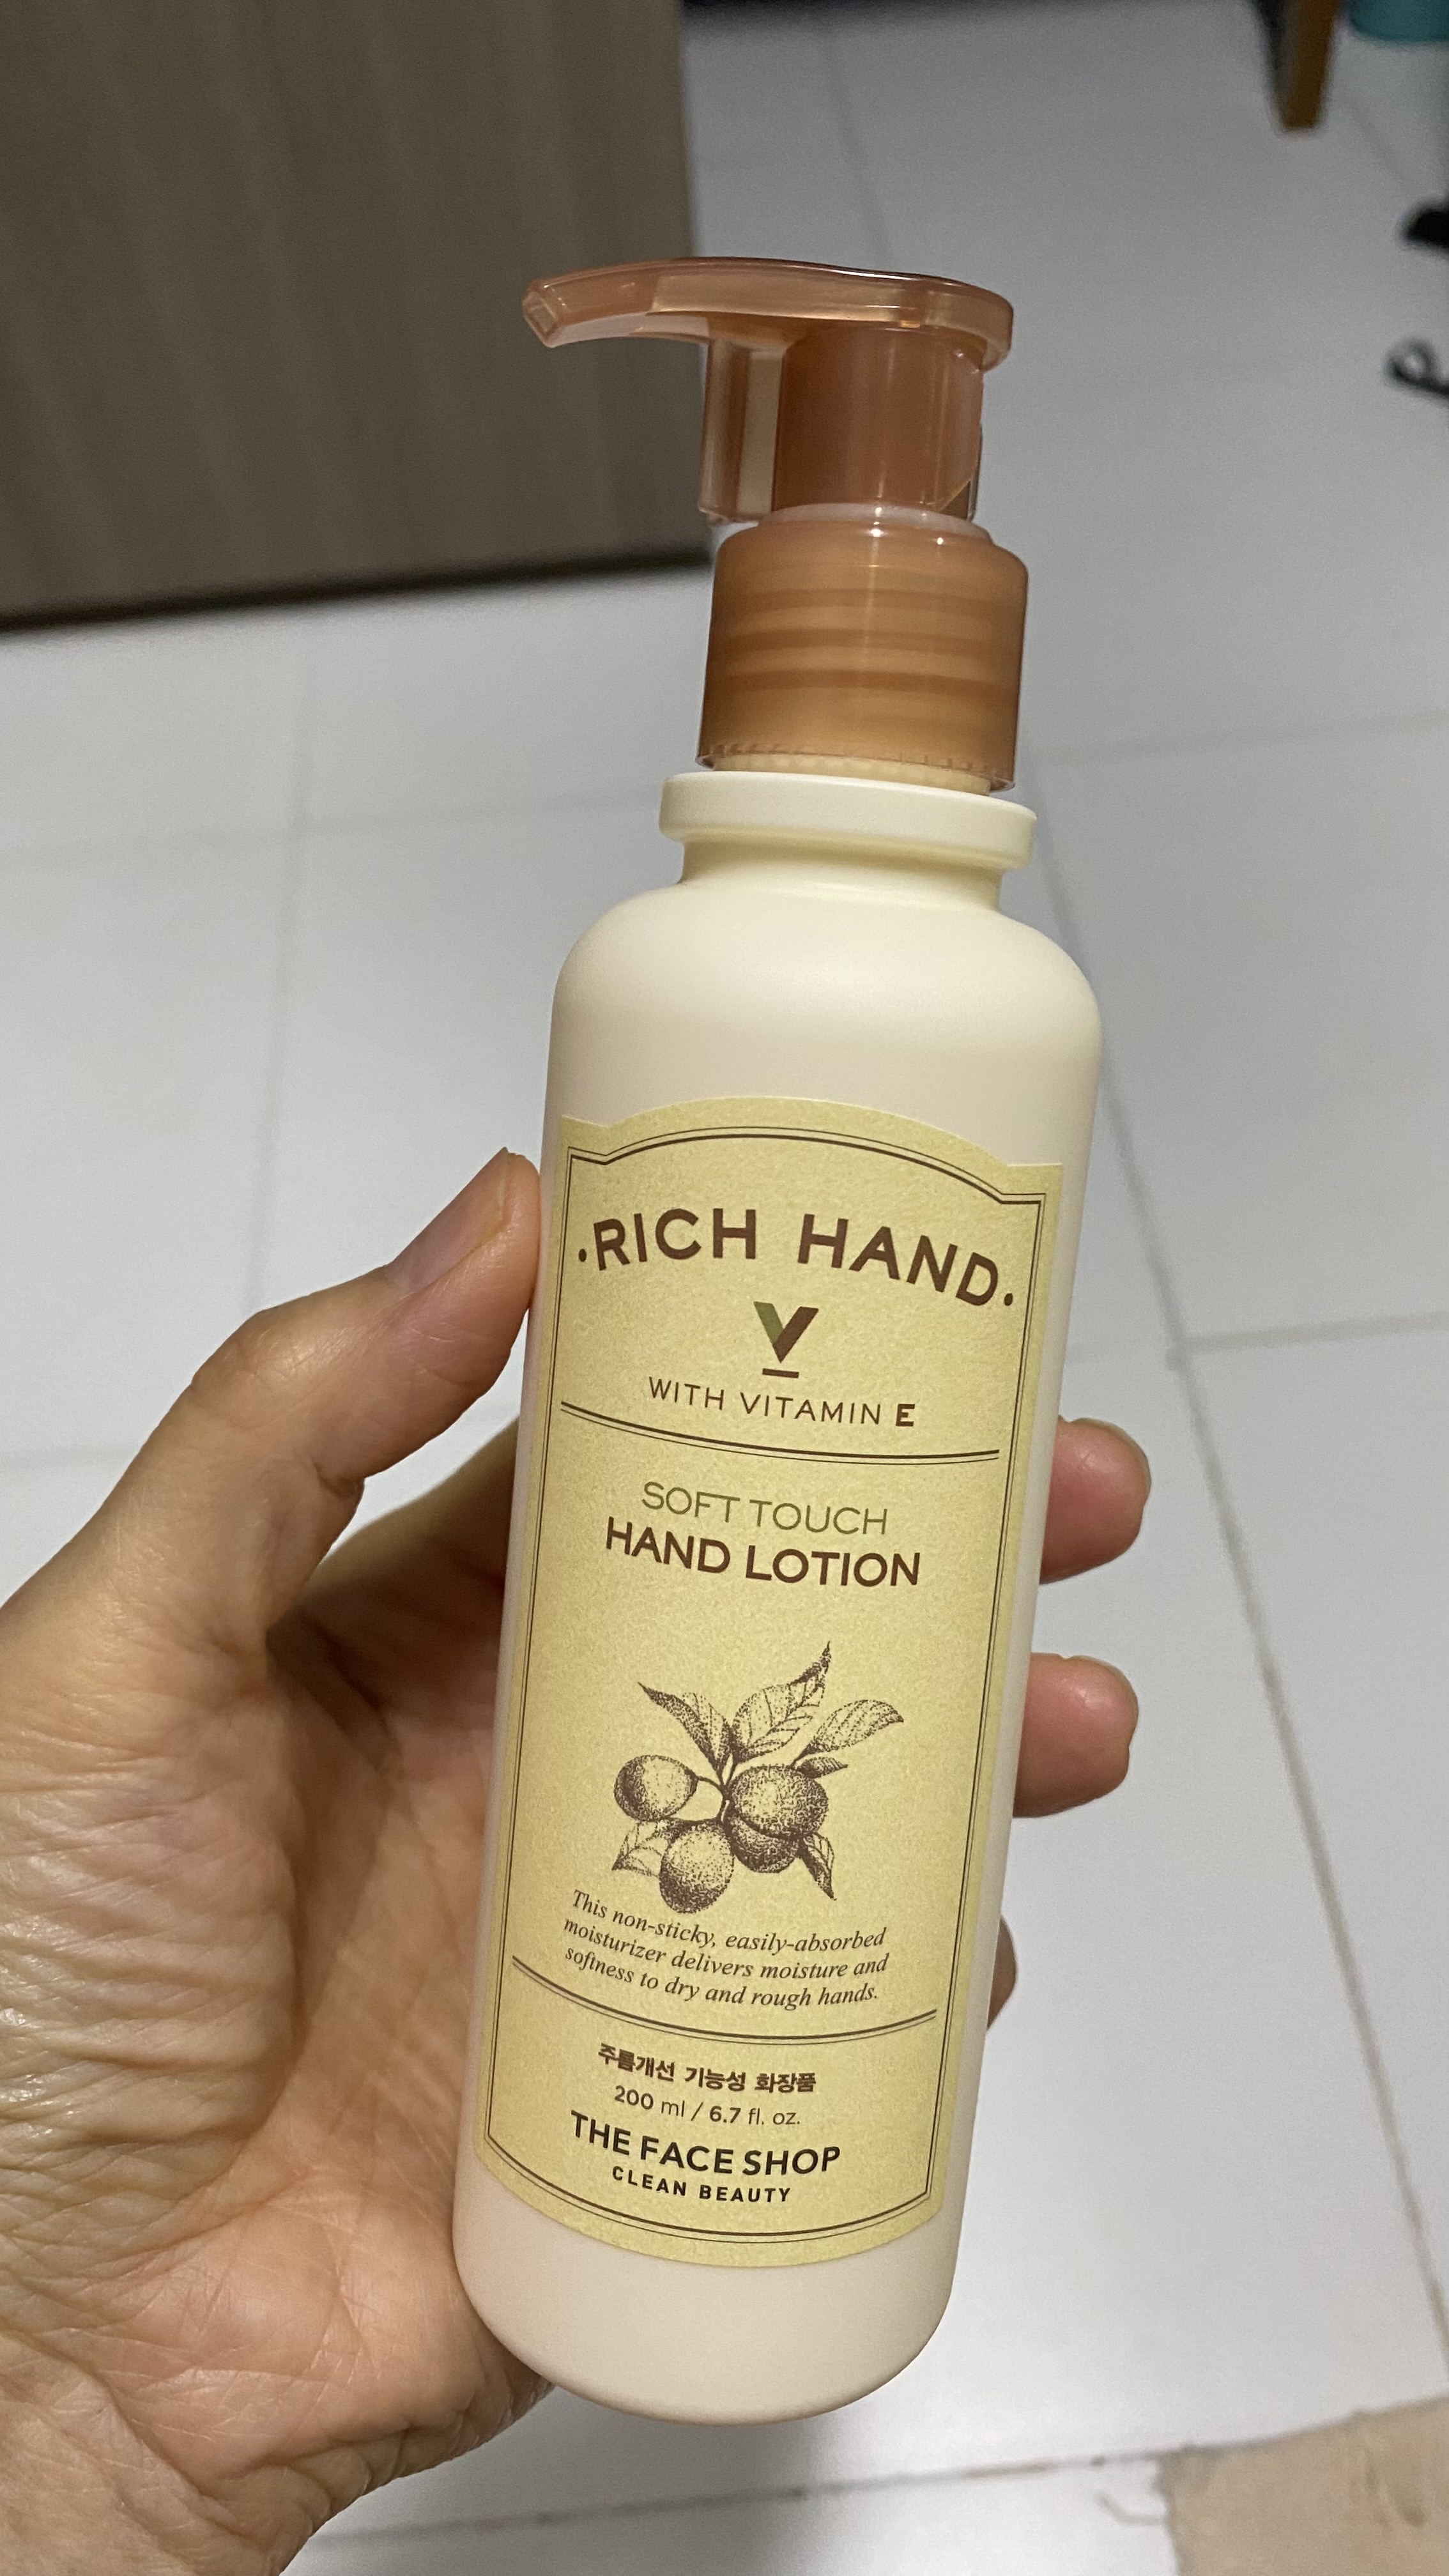 ·RICH HAND·
V
WITH VITAMIN E
SOFT TOUCH
HAND LOTION
This non-sticky, easily-absorbed
moisturizer delivers moisture and
softness to dry and rough hands.
주름개선 기능성 화장품
200 ml / 6.7 fl. oz.
THE FACE SHOP
CLEAN BEAUTY